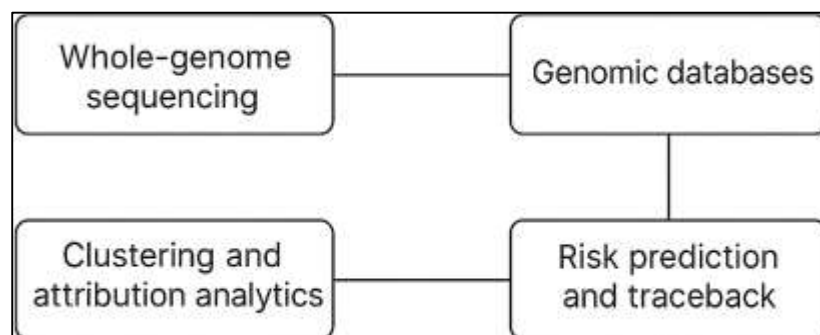 Whole-genome
sequencing
Genomic databases
Clustering and
attribution analytics
Risk prediction
and traceback